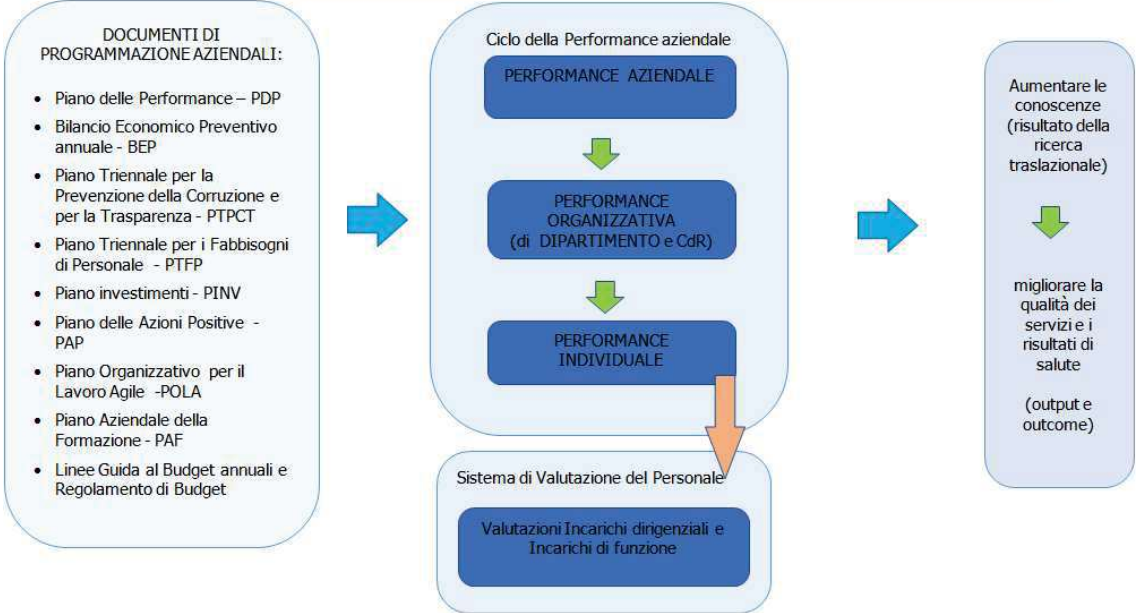 DOCUMENTI DI
PROGRAMMAZIONE AZIENDALI:
• Piano delle Performance – PDP
• Bilancio Economico Preventivo
annuale - BEP
• Piano Triennale per la
Prevenzione della Corruzione e
per la Trasparenza - PTPCT
• Piano Triennale per i Fabbisogni
di Personale - PTFP
• Piano investimenti - PINV
• Piano delle Azioni Positive -
PAP
• Piano Organizzativo per il
Lavoro Agile -POLA
• Piano Aziendale della
Formazione - PAF
• Linee Guida al Budget annuali e
Regolamento di Budget
Ciclo della Performance aziendale
PERFORMANCE AZIENDALE
PERFORMANCE
ORGANIZZATIVA
(di DIPARTIMENTO e CdR)
PERFORMANCE
INDIVIDUALE
Sistema di Valutazione del Personale
Valutazioni Incarichi dirigenziali e
Incarichi di funzione
Aumentare le
conoscenze
(risultato della
ricerca
traslazionale)
migliorare la
qualità dei
servizi e i
risultati di
salute
(output e
outcome)